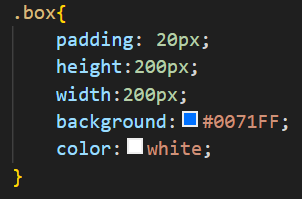 .box{
    padding: 20px;
    height:200px;
    width:200px;
    background:#0071FF;
    color:white;
}